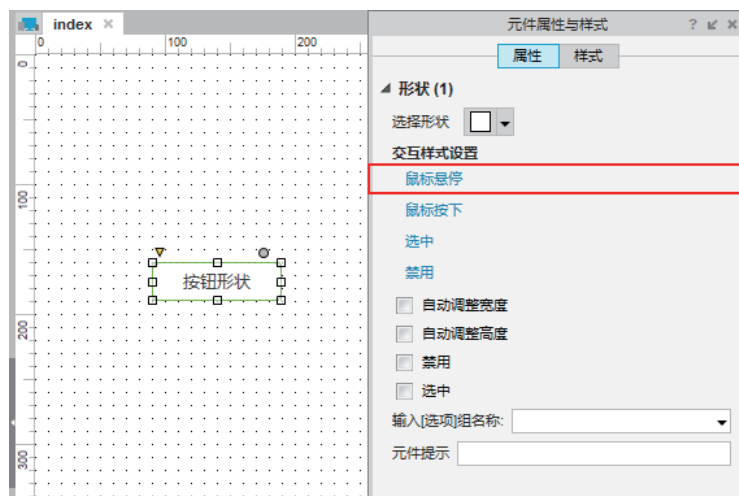 index ×
元件属性与样式 ? ×
0 100 200
属性 样式
0
形状 (1)
选择形状
交互样式设置
鼠标悬停
100
鼠标按下
选中
按钮形状
禁用
自动调整宽度
200
自动调整高度
禁用
选中
输入[选项]组名称:
300
元件提示